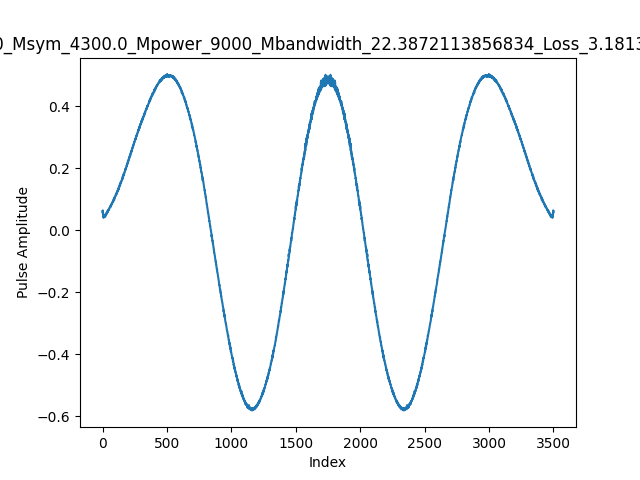 0_Msym_4300.0_Mpower_9000_Mbandwidth_22.3872113856834_Loss_3.1813
Pulse Amplitude
0.4
0.2
0.0
−0.2
−0.4
−0.6
0 500 1000 1500 2000 2500 3000 3500
Index